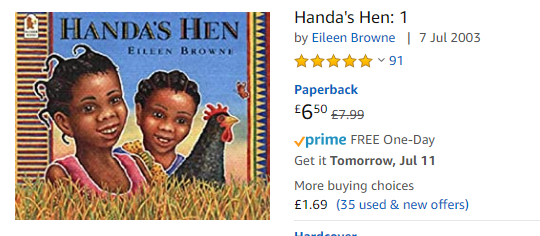 HANDA'S HEN
EILEEN BROWNE
Handa's Hen: 1
by Eileen Browne | 7 Jul 2003
91
Paperback
£6.50 £7.99
prime FREE One-Day
Get it Tomorrow, Jul 11
More buying choices
£1.69 (35 used & new offers)
Hardcover